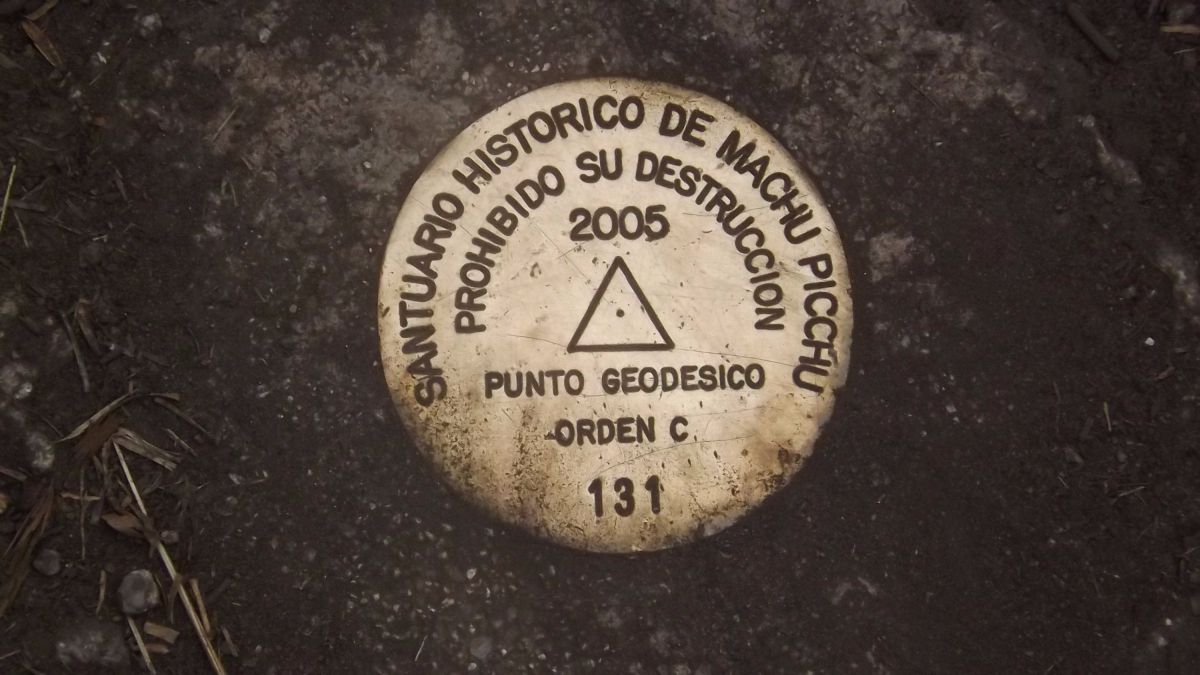 SANTUARIO HISTORICO DE MACHU PICCHU
PROHIBIDO SU DESTRUCCION
2005
PUNTO GEODESICO
ORDEN C
131